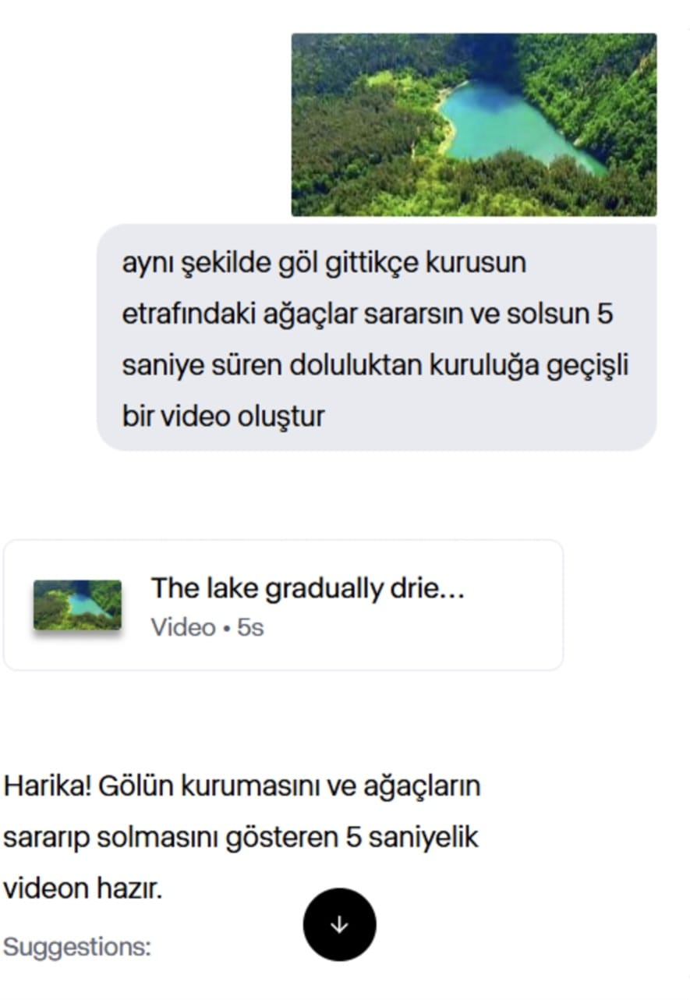 aynı şekilde göl gittikçe kurusun
etrafındaki ağaçlar sararsın ve solsun 5
saniye süren doluluktan kuruluğa geçişli
bir video oluştur
The lake gradually drie...
Video • 5s
Harika! Gölün kurumasını ve ağaçların
sararıp solmasını gösteren 5 saniyelik
videon hazır.
Suggestions: